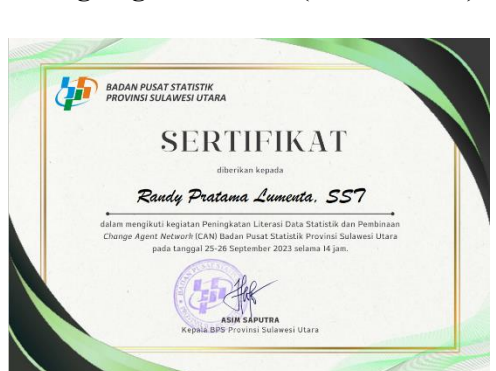 BADAN PUSAT STATISTIK
PROVINSI SULAWESI UTARA
SERTIFIKAT
diberikan kepada
Randy Pratama Lumenta, SST
dalam mengikuti kegiatan Peningkatan Literasi Data Statistik dan Pembinaan
Change Agent Network (CAN) Badan Pusat Statistik Provinsi Sulawesi Utara
pada tanggal 25-26 September 2023 selama 14 jam.
ASIM SAPUTRA
Kepala BPS Provinsi Sulawesi Utara